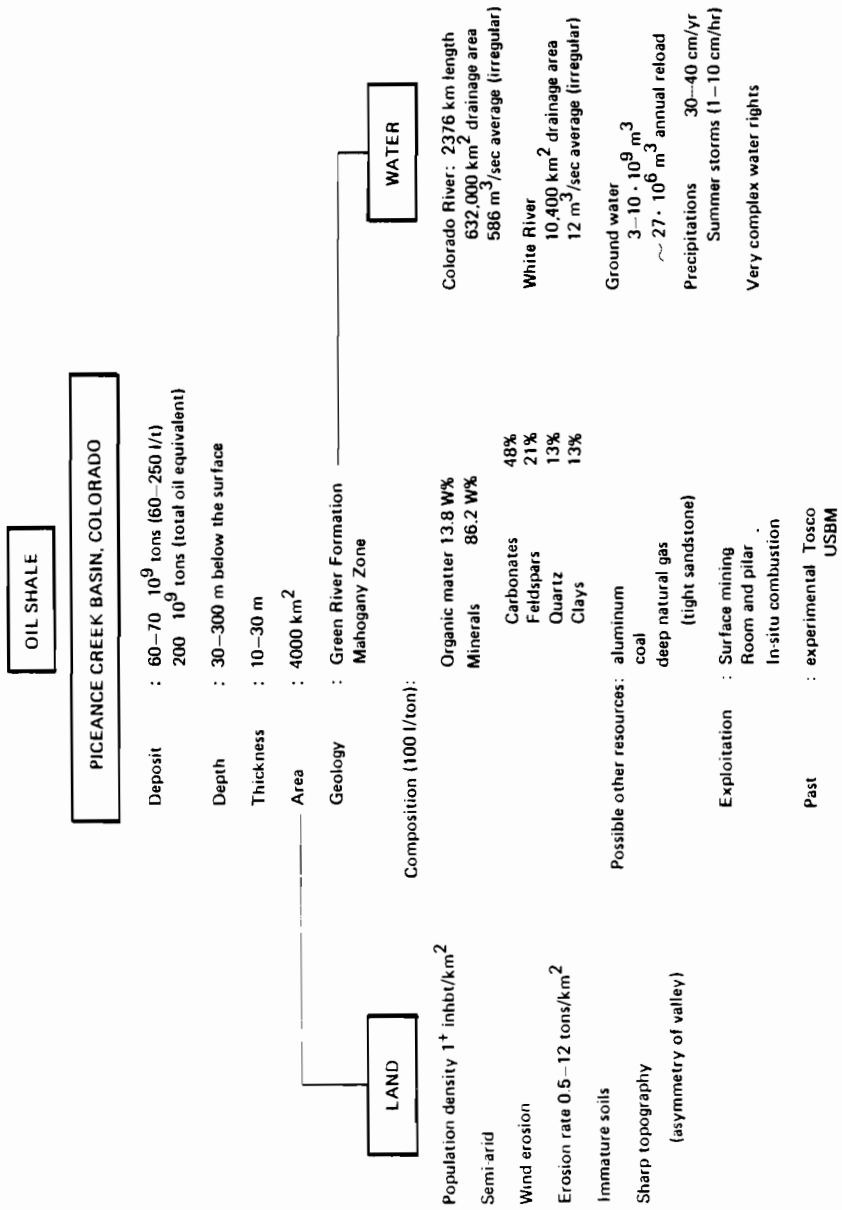 OIL SHALE
PICEANCE CREEK BASIN, COLORADO
Deposit : 60–70 10⁹ tons (60–250 l/t)
200 10⁹ tons (total oil equivalent)
Depth : 30–300 m below the surface
Thickness : 10–30 m
Area : 4000 km²
Geology : Green River Formation
Mahogany Zone
Composition (100 l/ton):
Organic matter 13.8 W%
Minerals 86.2 W%
Carbonates 48%
Feldspars 21%
Quartz 13%
Clays 13%
Possible other resources: aluminum
coal
deep natural gas
(tight sandstone)
Exploitation : Surface mining
Room and pilar
In-situ combustion
Past : experimental Tosco
USBM
LAND
Population density 1⁺ inhbt/km²
Semi-arid
Wind erosion
Erosion rate 0.5–12 tons/km²
Immature soils
Sharp topography
(asymmetry of valley)
WATER
Colorado River: 2376 km length
632,000 km² drainage area
586 m³/sec average (irregular)
White River
10,400 km² drainage area
12 m³/sec average (irregular)
Ground water
3–10 · 10⁹ m³
~ 27 · 10⁶ m³ annual reload
Precipitations 30–40 cm/yr
Summer storms (1–10 cm/hr)
Very complex water rights